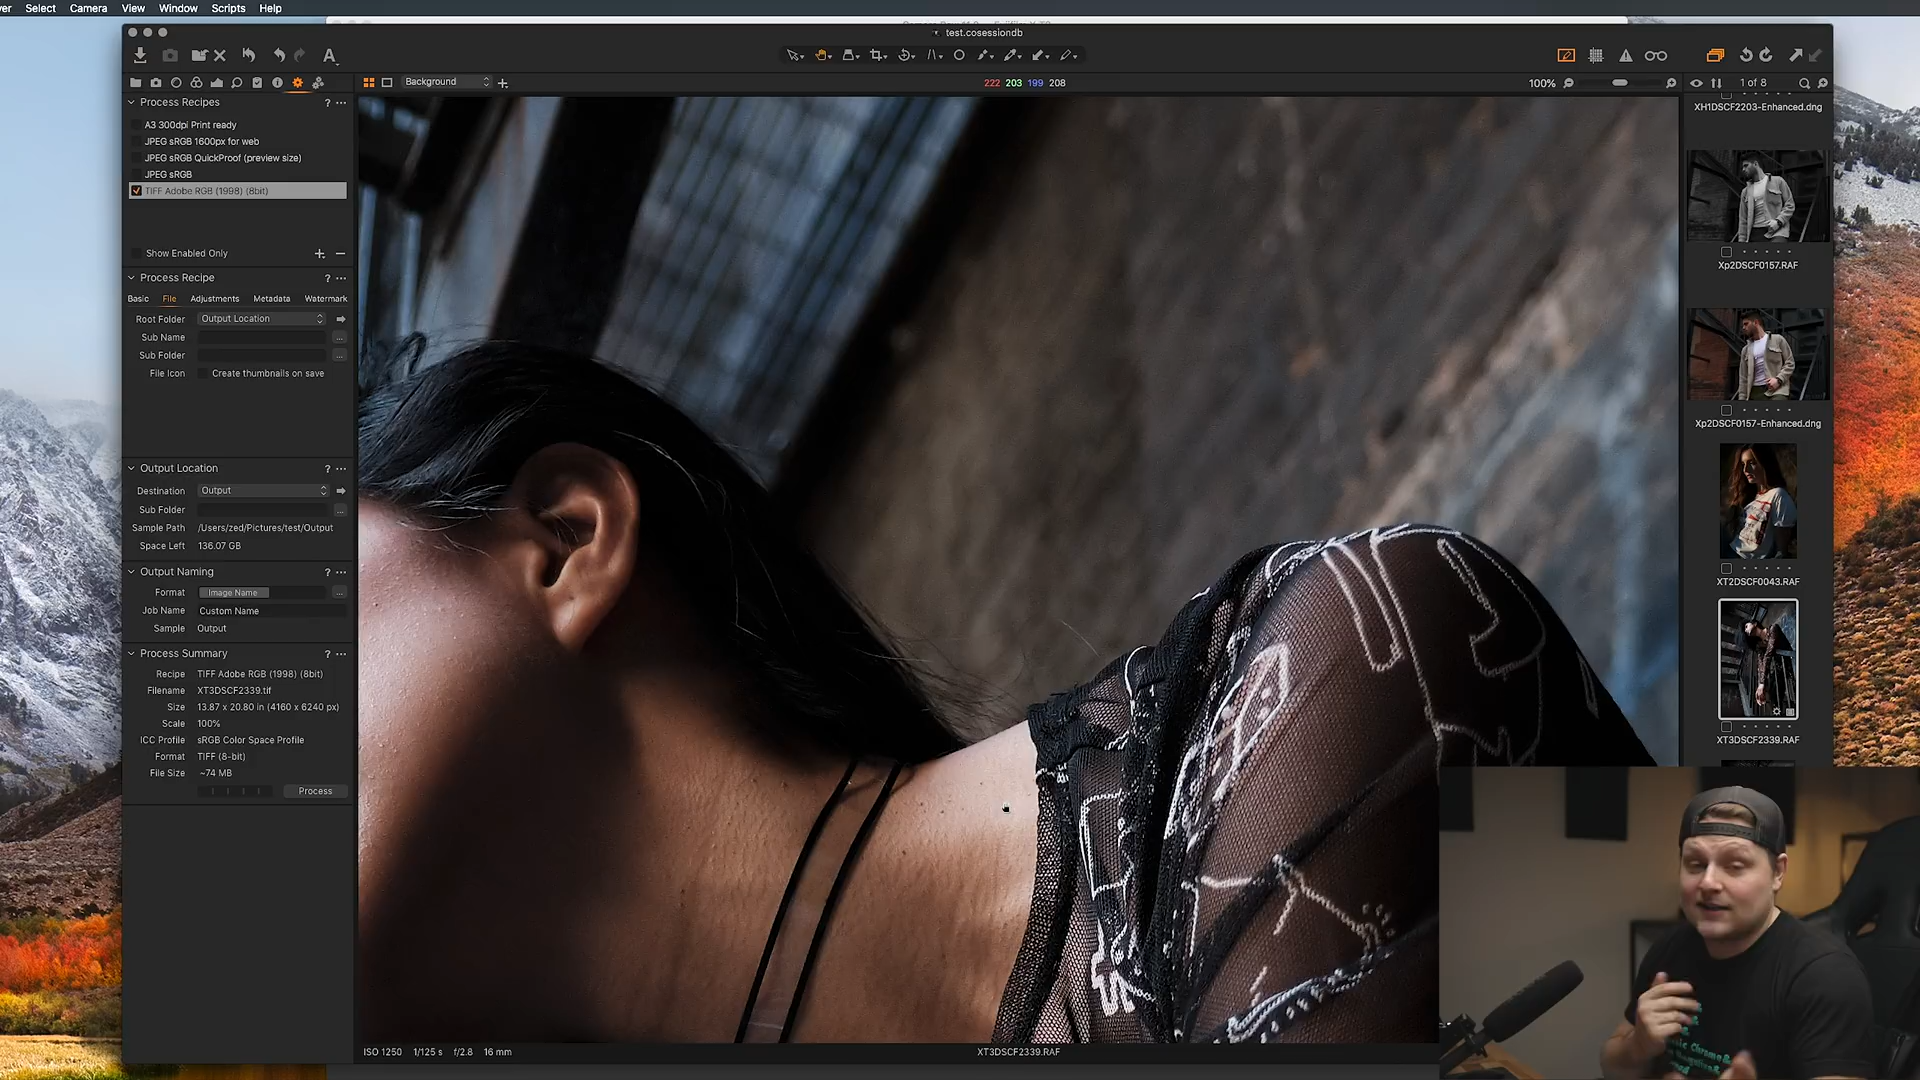 ver Select Camera View Window Scripts Help
test.cosessiondb
Background
222 203 199 208
100%
1 of 8
Process Recipes
A3 300dpi Print ready
JPEG sRGB 1600px for web
JPEG sRGB QuickProof (preview size)
JPEG sRGB
TIFF Adobe RGB (1998) (8bit)
Show Enabled Only
Process Recipe
Basic File Adjustments Metadata Watermark
Root Folder Output Location
Sub Name
Sub Folder
File Icon Create thumbnails on save
Output Location
Destination Output
Sub Folder
Sample Path /Users/zed/Pictures/test/Output
Space Left 136.07 GB
Output Naming
Format Image Name
Job Name Custom Name
Sample Output
Process Summary
Recipe TIFF Adobe RGB (1998) (8bit)
Filename XT3DSCF2339.tif
Size 13.87 x 20.80 in (4160 x 6240 px)
Scale 100%
ICC Profile sRGB Color Space Profile
Format TIFF (8-bit)
File Size ~74 MB
Process
XH1DSCF2203-Enhanced.dng
Xp2DSCF0157.RAF
Xp2DSCF0157-Enhanced.dng
XT2DSCF0043.RAF
XT3DSCF2339.RAF
ISO 1250 1/125 s f/2.8 16 mm
XT3DSCF2339.RAF